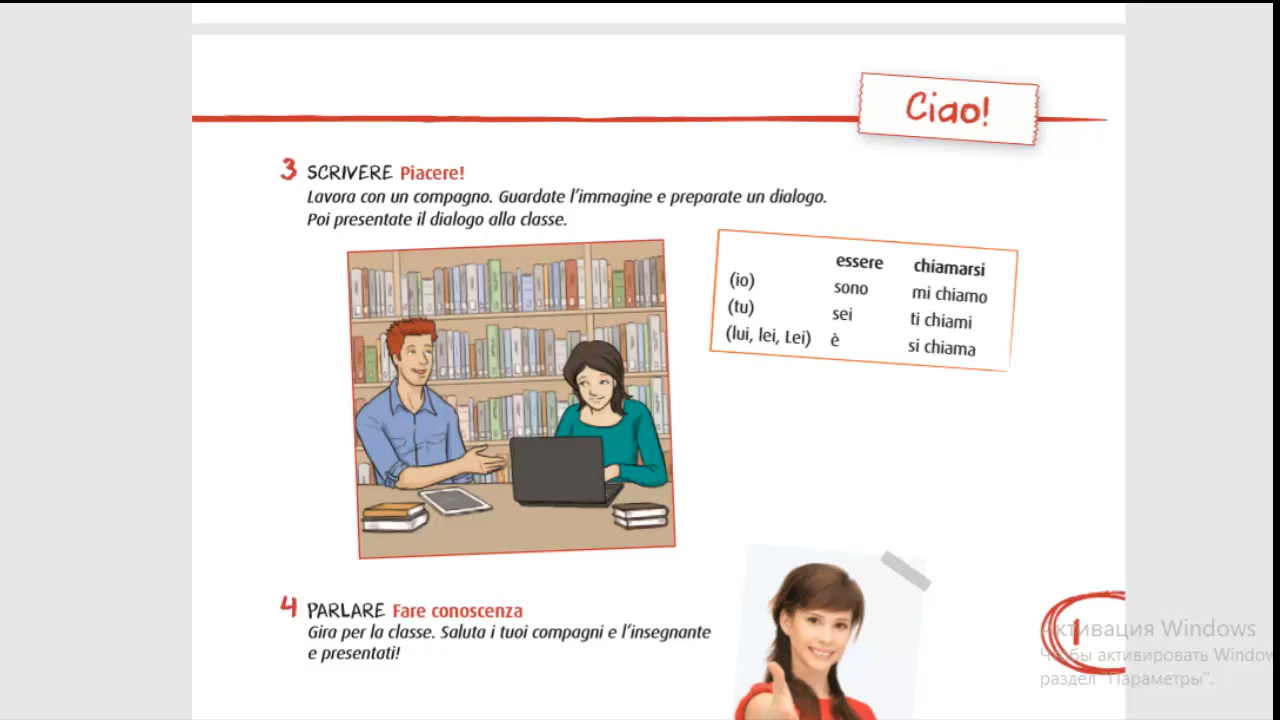 Ciao!
3 SCRIVERE Piacere!
Lavora con un compagno. Guardate l'immagine e preparate un dialogo.
Poi presentate il dialogo alla classe.
essere chiamarsi
(io) sono mi chiamo
(tu) sei ti chiami
(lui, lei, Lei) è si chiama
4 PARLARE Fare conoscenza
Gira per la classe. Saluta i tuoi compagni e l'insegnante
e presentati!
1
Активация Windows
Чтобы активировать Window
раздел "Параметры".